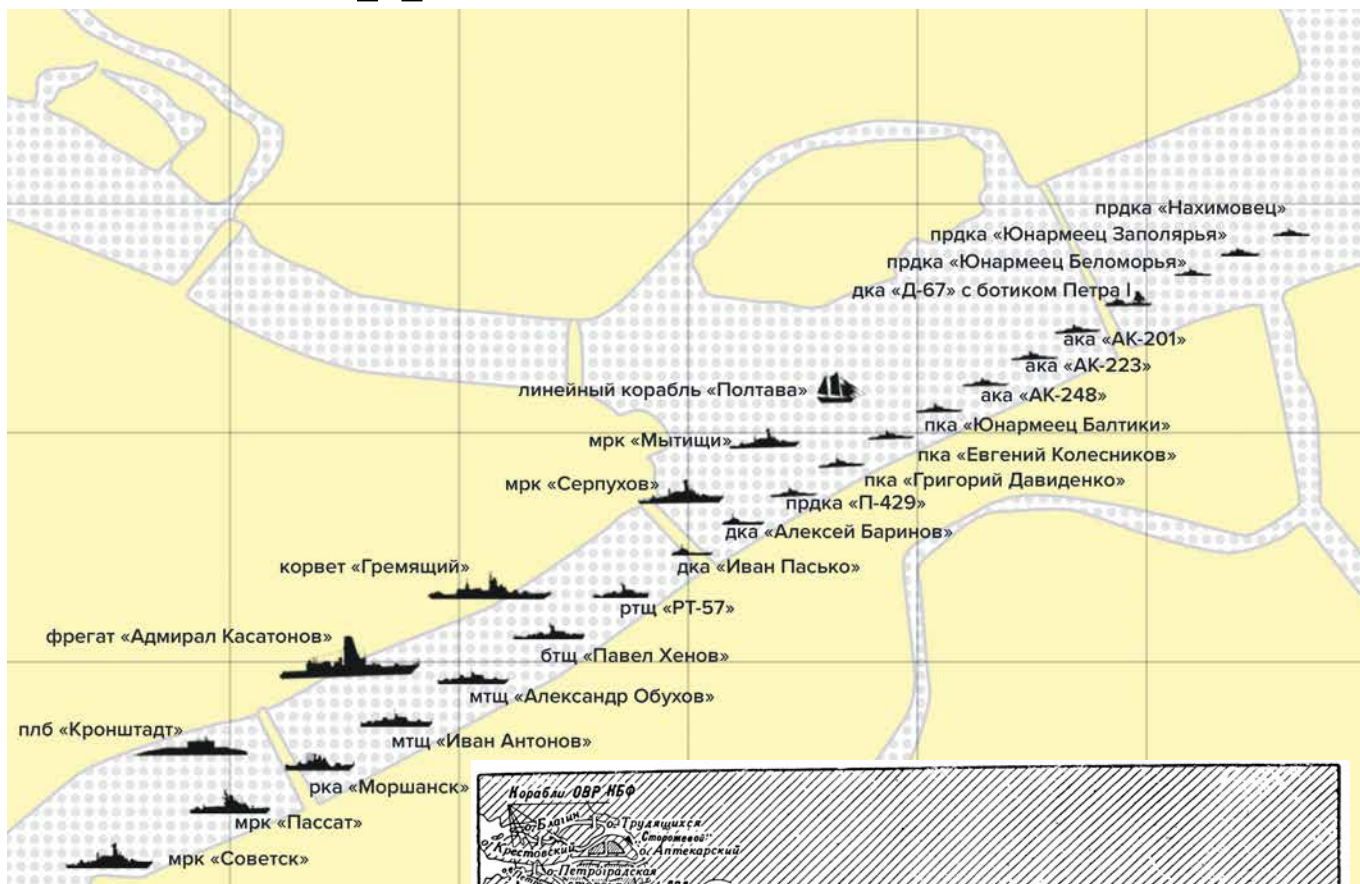 прдка «Нахимовец»
прдка «Юнармеец Заполярья»
прдка «Юнармеец Беломорья»
дка «Д-67» с ботиком Петра I
ака «АК-201»
ака «АК-223»
линейный корабль «Полтава»
ака «АК-248»
пка «Юнармеец Балтики»
мрк «Мытищи»
пка «Евгений Колесников»
пка «Григорий Давиденко»
мрк «Серпухов»
прдка «П-429»
дка «Алексей Баринов»
корвет «Гремящий»
дка «Иван Пасько»
ртщ «РТ-57»
фрегат «Адмирал Касатонов»
бтщ «Павел Хенов»
мтщ «Александр Обухов»
плб «Кронштадт»
мтщ «Иван Антонов»
рка «Моршанск»
мрк «Пассат»
мрк «Советск»
Корабли ОВР КБФ
о. Елагин
о. Трудящихся
"Сторожевой"
о. Крестовский
о. Аптекарский
о. Петроградская